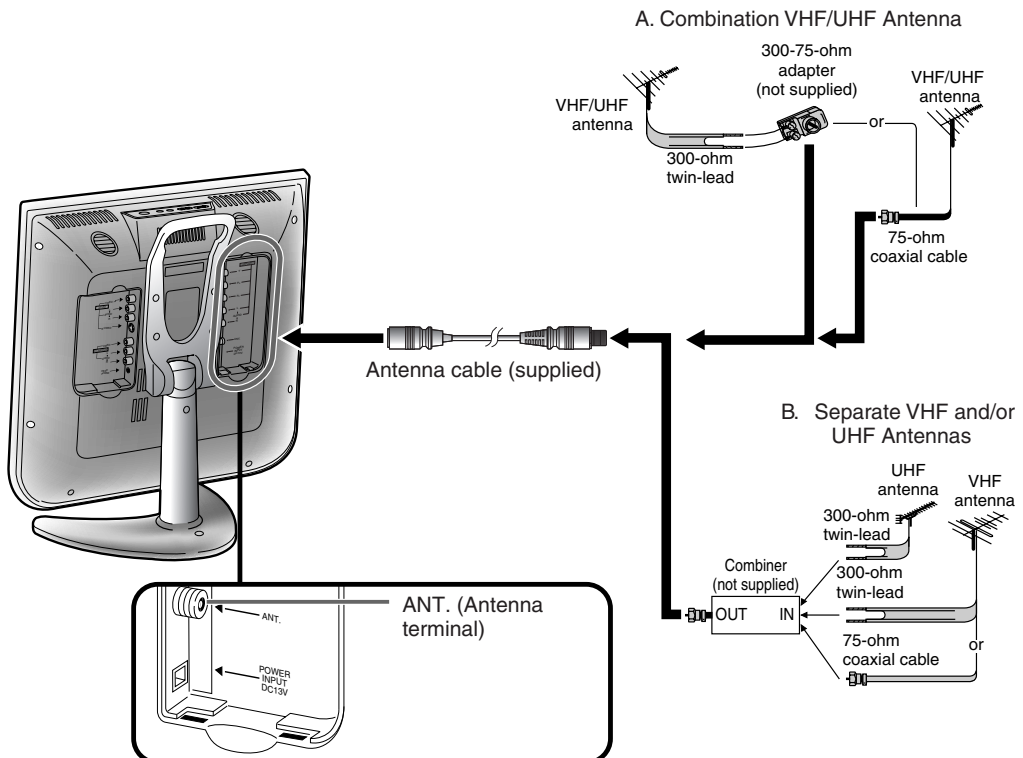 A. Combination VHF/UHF Antenna
300-75-ohm
adapter
(not supplied)
VHF/UHF
antenna
VHF/UHF
antenna
or
300-ohm
twin-lead
75-ohm
coaxial cable
Antenna cable (supplied)
B. Separate VHF and/or
UHF Antennas
UHF
antenna
VHF
antenna
300-ohm
twin-lead
Combiner
(not supplied)
300-ohm
twin-lead
OUT IN
75-ohm
coaxial cable
or
ANT. (Antenna
terminal)
ANT.
POWER
INPUT
DC13V